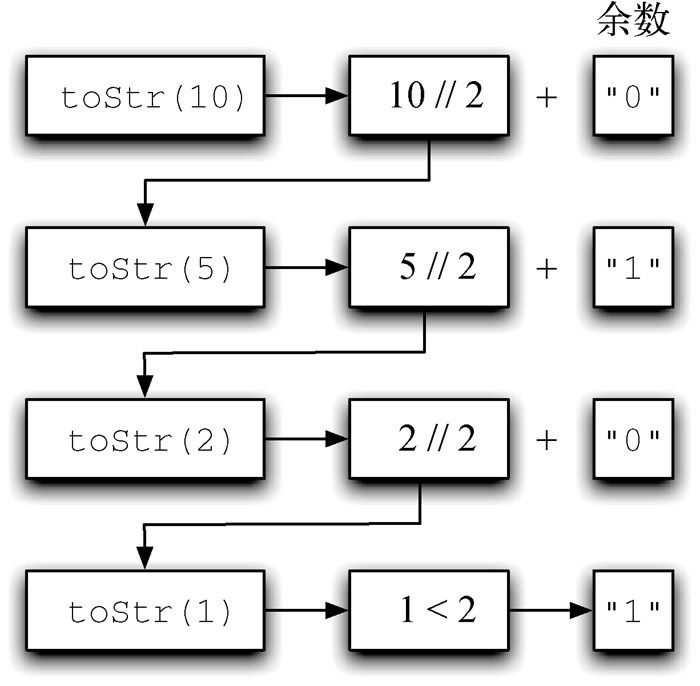 余数
toStr(10) 10 // 2 + "0"
toStr(5) 5 // 2 + "1"
toStr(2) 2 // 2 + "0"
toStr(1) 1 < 2 "1"